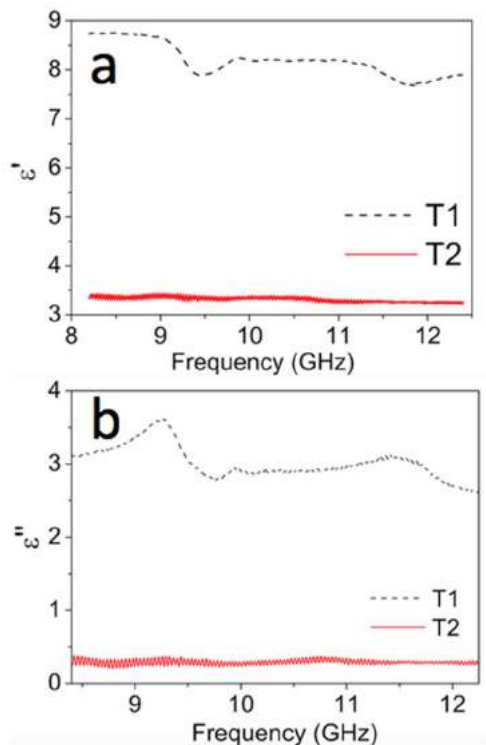 9
a
8
7
6
ε'
5
T1
T2
4
3
8 9 10 11 12
Frequency (GHz)
4
b
3
ε"
2
1
T1
T2
0
9 10 11 12
Frequency (GHz)